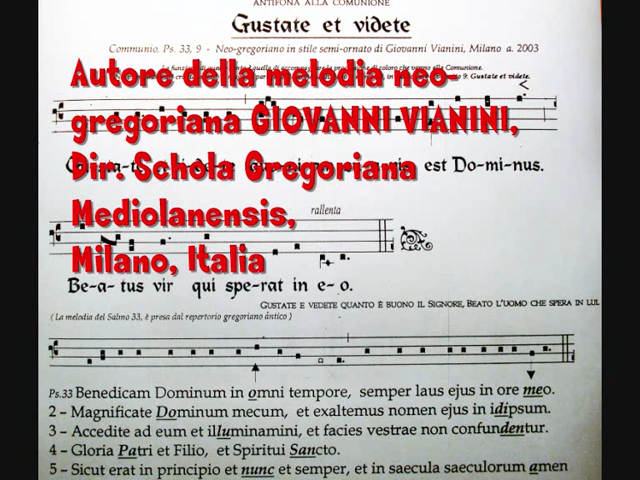 ANTIFONA ALLA COMUNIONE
Gustate et videte
Communio, Ps. 33, 9 - Neo-gregoriano in stile semi-ornato di Giovanni Vianini, Milano a. 2003
9: Gustate et videte.
Autore della melodia neo-
gregoriana GIOVANNI VIANINI,
est Do-mi-nus.
Dir. Schola Gregoriana
Mediolanensis,
rallenta
Milano, Italia
Be-a-tus vir qui spe-rat in e-o.
GUSTATE E VEDETE QUANTO È BUONO IL SIGNORE, BEATO L'UOMO CHE SPERA IN LUI
( La melodia del Salmo 33, è presa dal repertorio gregoriano antico )
Ps.33 Benedicam Dominum in omni tempore, semper laus ejus in ore meo.
2 – Magnificate Dominum mecum, et exaltemus nomen ejus in idipsum.
3 – Accedite ad eum et illuminamini, et facies vestrae non confundentur.
4 – Gloria Patri et Filio, et Spiritui Sancto.
5 – Sicut erat in principio et nunc et semper, et in saecula saeculorum amen